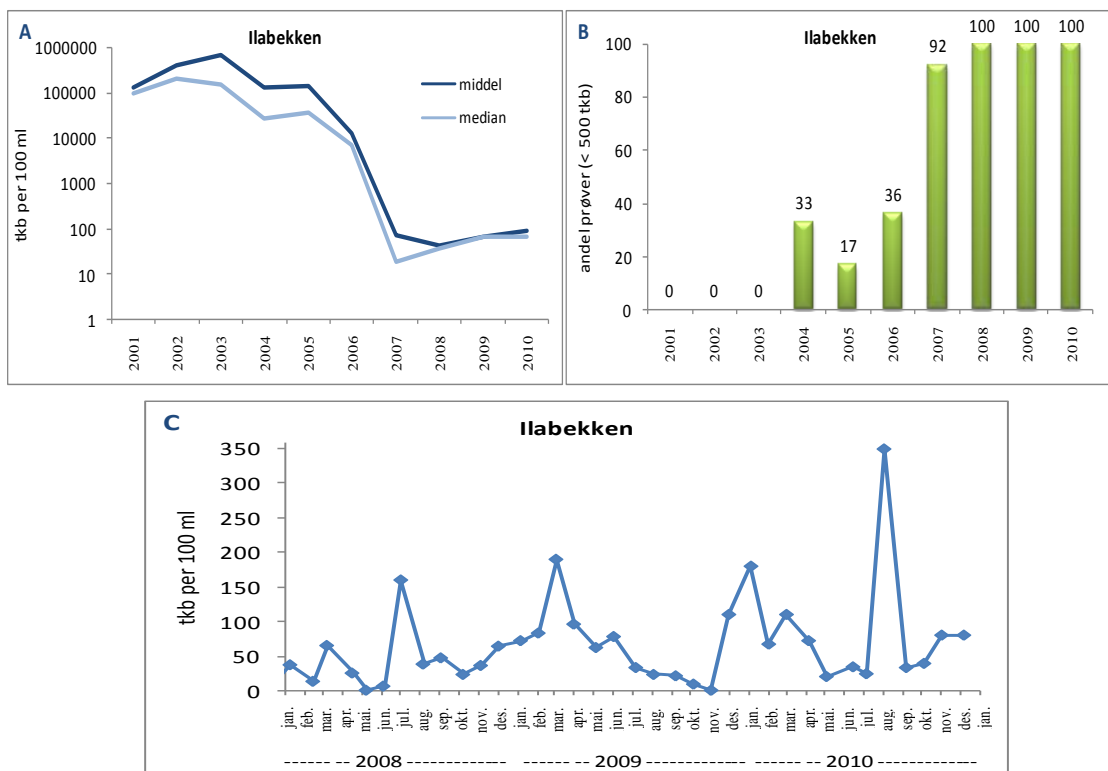 A
Ilabekken
1000000
100000
10000
1000
100
10
1
tkb per 100 ml
middel
median
2001 2002 2003 2004 2005 2006 2007 2008 2009 2010
B
Ilabekken
100
80
60
40
20
0
andel prøver (< 500 tkb)
0 0 0 33 17 36 92 100 100 100
2001 2002 2003 2004 2005 2006 2007 2008 2009 2010
C
Ilabekken
350
300
250
200
150
100
50
0
tkb per 100 ml
jan. feb. mar. apr. mai. jun. jul. aug. sep. okt. nov. des. jan. feb. mar. apr. mai. jun. jul. aug. sep. okt. nov. des. jan. feb. mar. apr. mai. jun. jul. aug. sep. okt. nov. des. jan.
------ -- 2008 ----------- -- -- ------ 2009 ----------- -- ------ -- 2010 -----------